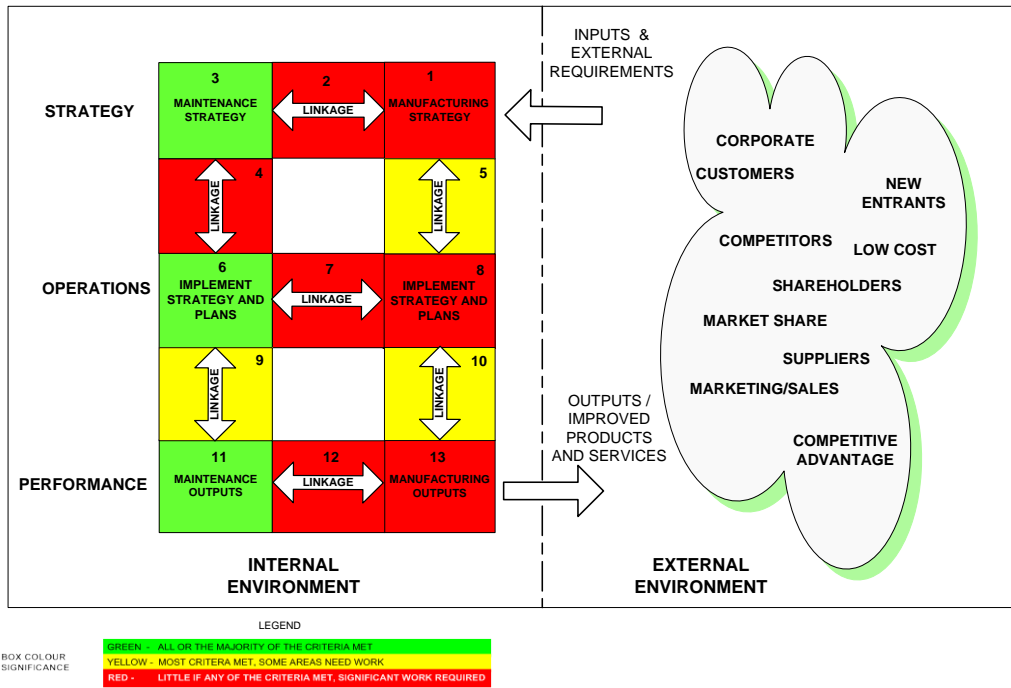 INPUTS &
EXTERNAL
REQUIREMENTS
STRATEGY
3
MAINTENANCE
STRATEGY
2
LINKAGE
1
MANUFACTURING
STRATEGY
4
LINKAGE
5
LINKAGE
OPERATIONS
6
IMPLEMENT
STRATEGY AND
PLANS
7
LINKAGE
8
IMPLEMENT
STRATEGY AND
PLANS
9
LINKAGE
10
LINKAGE
PERFORMANCE
11
MAINTENANCE
OUTPUTS
12
LINKAGE
13
MANUFACTURING
OUTPUTS
OUTPUTS /
IMPROVED
PRODUCTS
AND SERVICES
CORPORATE
CUSTOMERS
NEW
ENTRANTS
COMPETITORS
LOW COST
SHAREHOLDERS
MARKET SHARE
SUPPLIERS
MARKETING/SALES
COMPETITIVE
ADVANTAGE
INTERNAL
ENVIRONMENT
EXTERNAL
ENVIRONMENT
LEGEND
BOX COLOUR
SIGNIFICANCE
GREEN - ALL OR THE MAJORITY OF THE CRITERIA MET
YELLOW - MOST CRITERA MET, SOME AREAS NEED WORK
RED - LITTLE IF ANY OF THE CRITERIA MET, SIGNIFICANT WORK REQUIRED